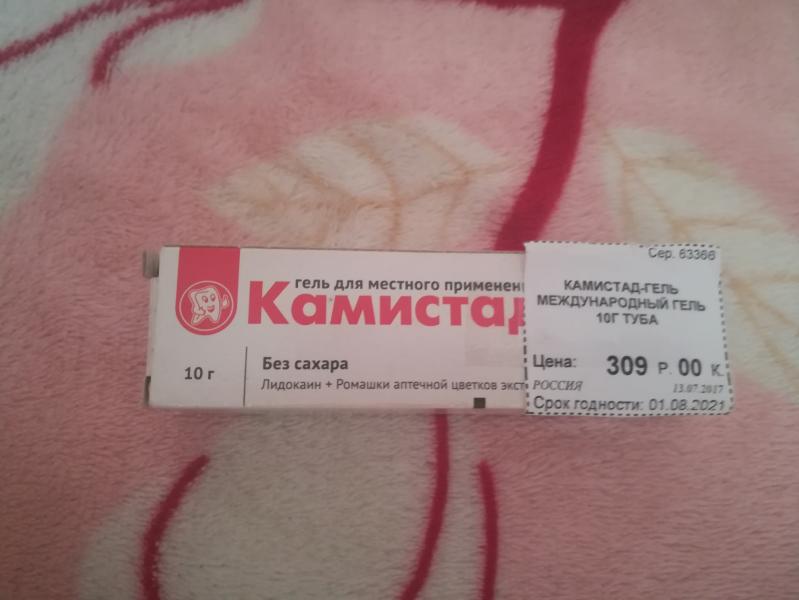 гель для местного применени
Камистад
10 г
Без сахара
Лидокаин + Ромашки аптечной цветков экст
Сер. 63366
КАМИСТАД-ГЕЛЬ
МЕЖДУНАРОДНЫЙ ГЕЛЬ
10Г ТУБА
Цена: 309 Р. 00 К.
РОССИЯ 13.07.2017
Срок годности: 01.08.2021